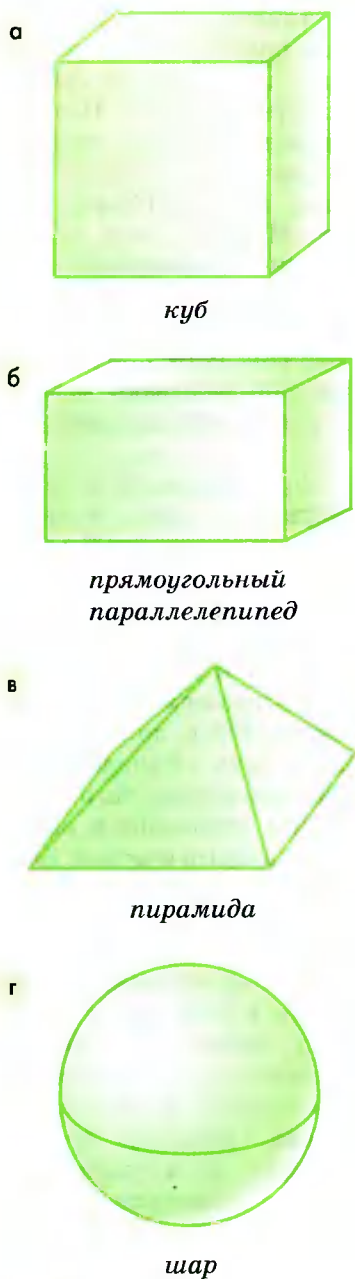 а
куб
б
прямоугольный
параллелепипед
в
пирамида
г
шар